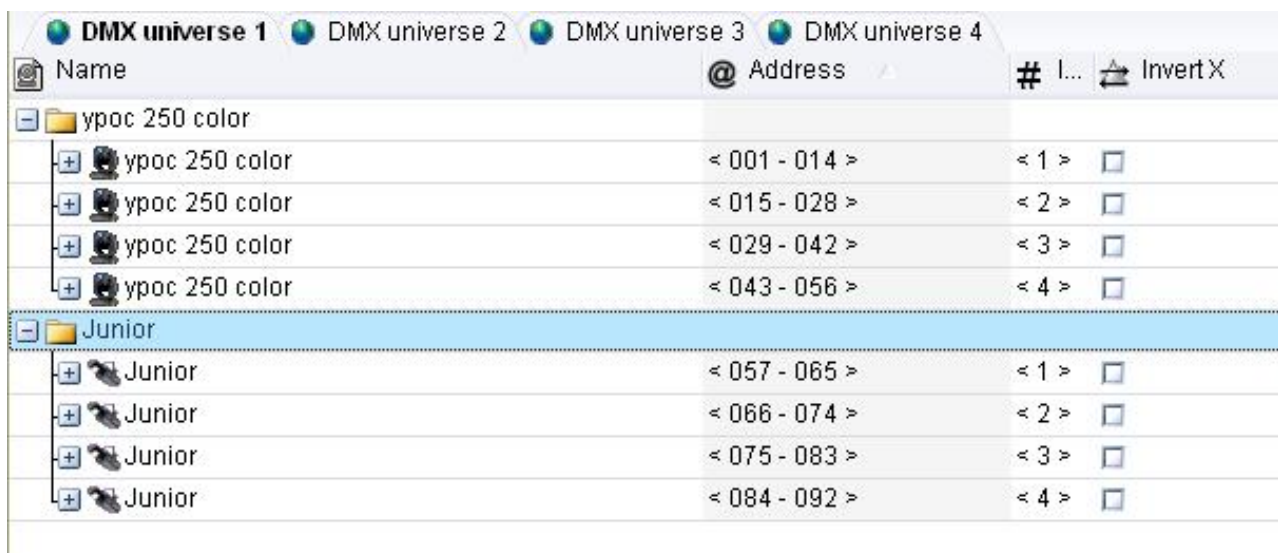 DMX universe 1 DMX universe 2 DMX universe 3 DMX universe 4
Name @ Address # I... Invert X
ypoc 250 color
ypoc 250 color < 001 - 014 > < 1 >
ypoc 250 color < 015 - 028 > < 2 >
ypoc 250 color < 029 - 042 > < 3 >
ypoc 250 color < 043 - 056 > < 4 >
Junior
Junior < 057 - 065 > < 1 >
Junior < 066 - 074 > < 2 >
Junior < 075 - 083 > < 3 >
Junior < 084 - 092 > < 4 >